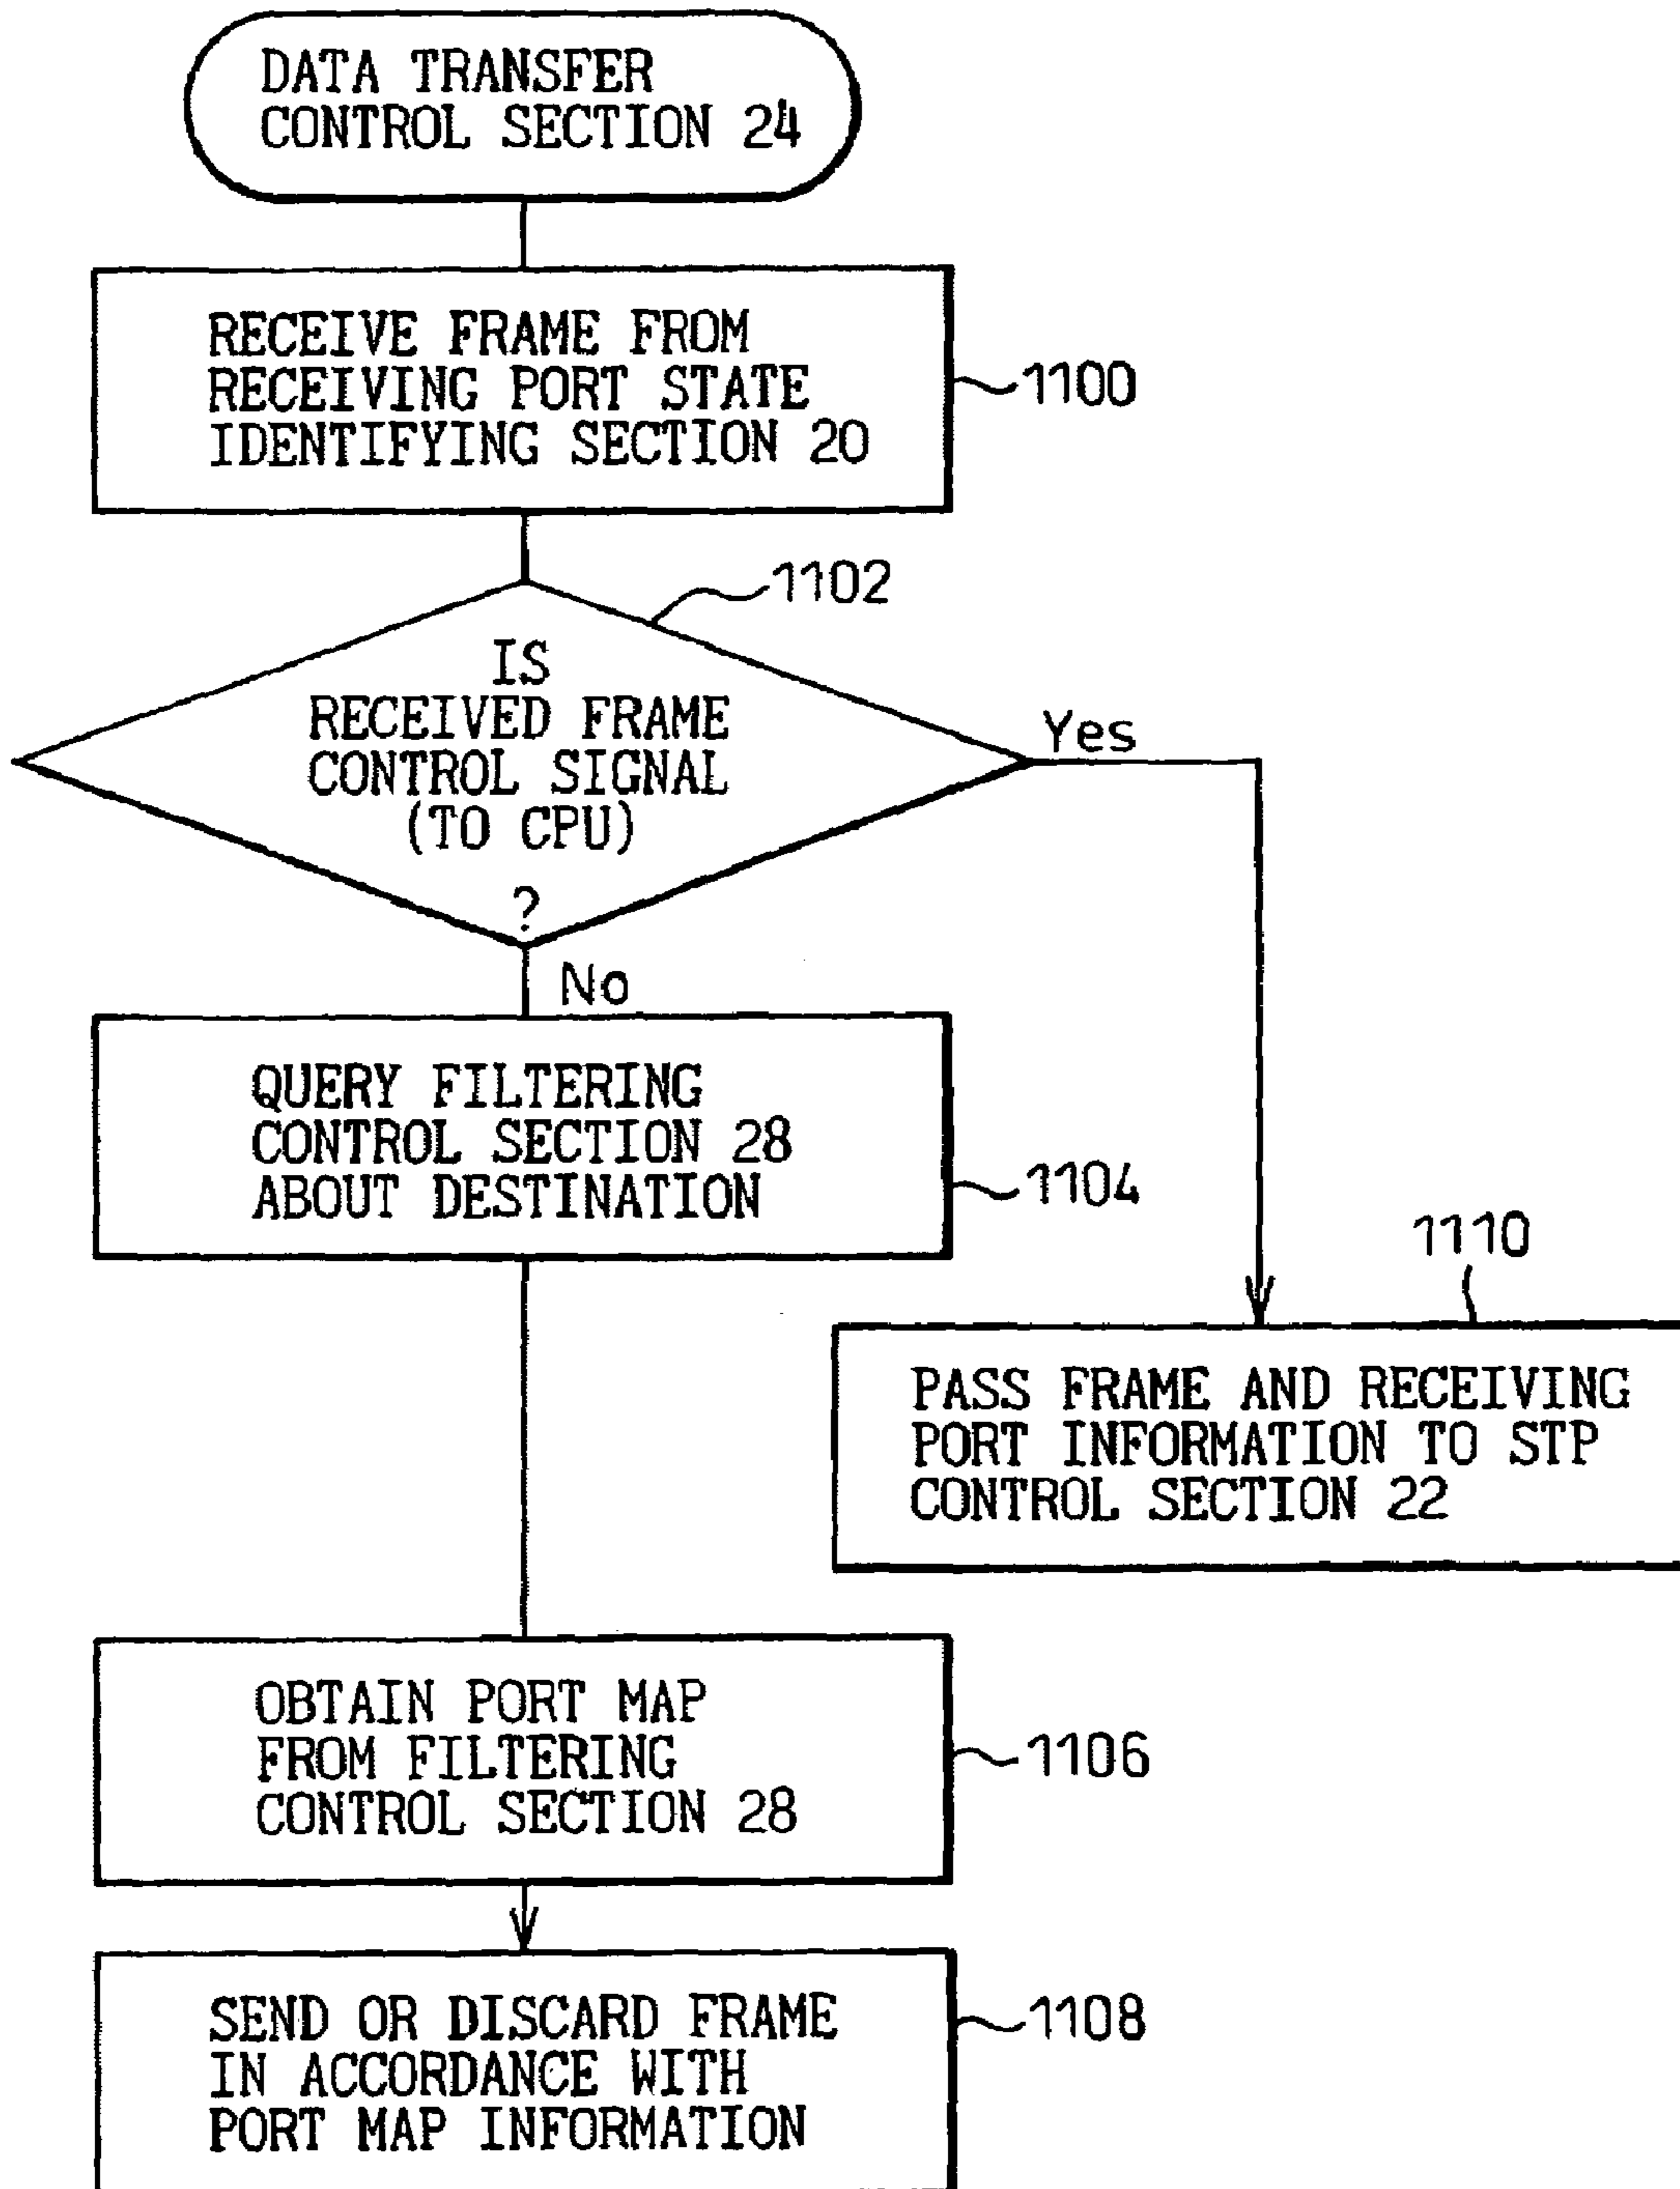 DATA TRANSFER
CONTROL SECTION 24
RECEIVE FRAME FROM
RECEIVING PORT STATE
IDENTIFYING SECTION 20
1100
1102
IS
RECEIVED FRAME
CONTROL SIGNAL
(TO CPU)
?
Yes
No
QUERY FILTERING
CONTROL SECTION 28
ABOUT DESTINATION
1104
1110
PASS FRAME AND RECEIVING
PORT INFORMATION TO STP
CONTROL SECTION 22
OBTAIN PORT MAP
FROM FILTERING
CONTROL SECTION 28
1106
SEND OR DISCARD FRAME
IN ACCORDANCE WITH
PORT MAP INFORMATION
1108